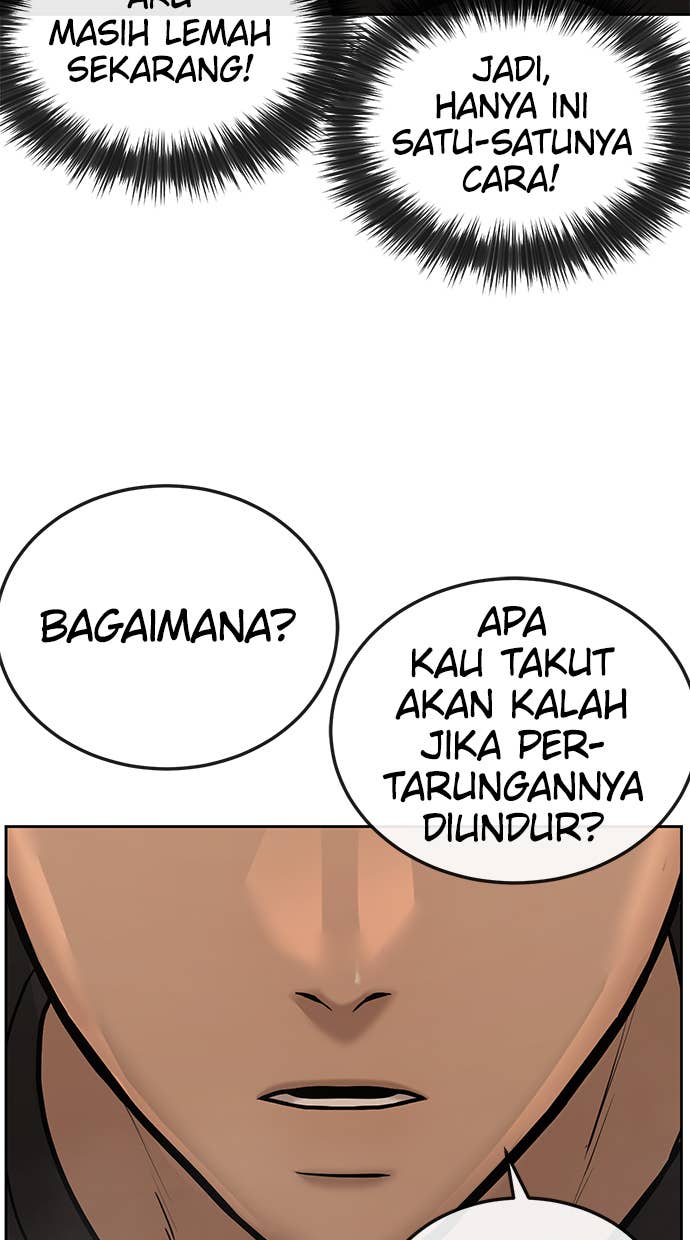 AKU
MASIH LEMAH
SEKARANG!
JADI,
HANYA INI
SATU-SATUNYA
CARA!
BAGAIMANA?
APA
KAU TAKUT
AKAN KALAH
JIKA PER-
TARUNGANNYA
DIUNDUR?